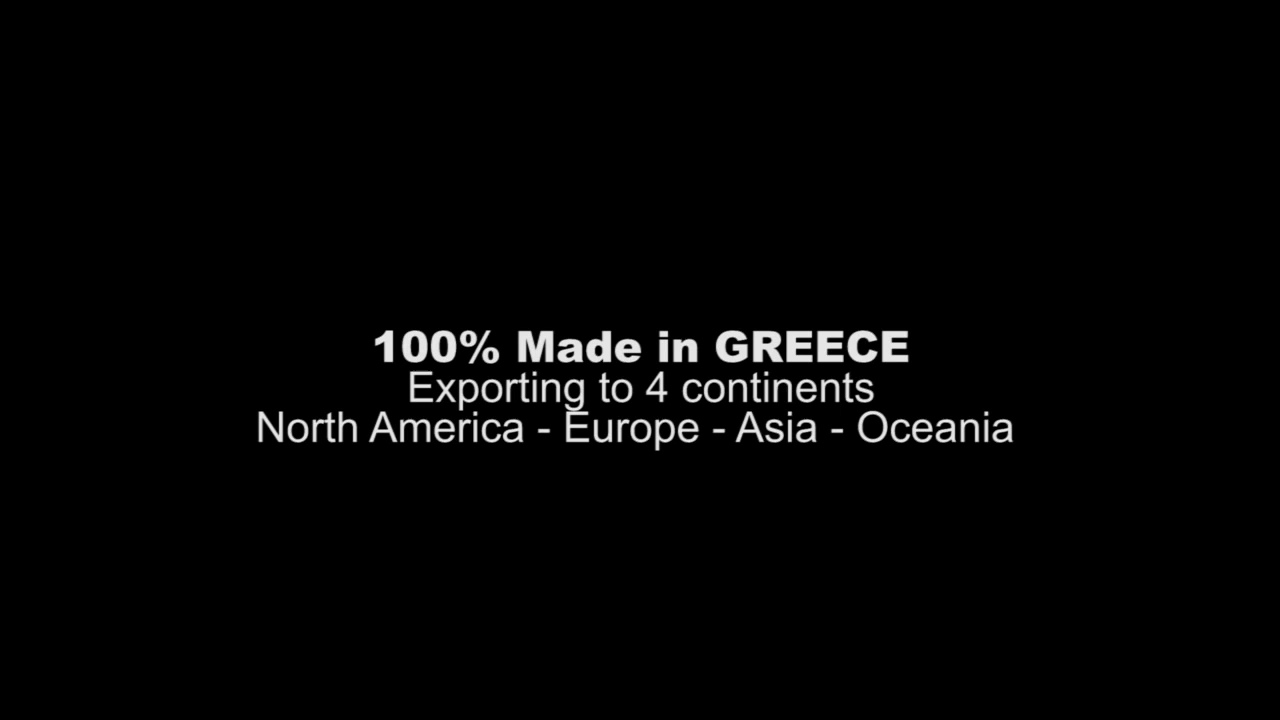 100% Made in GREECE
Exporting to 4 continents
North America - Europe - Asia - Oceania